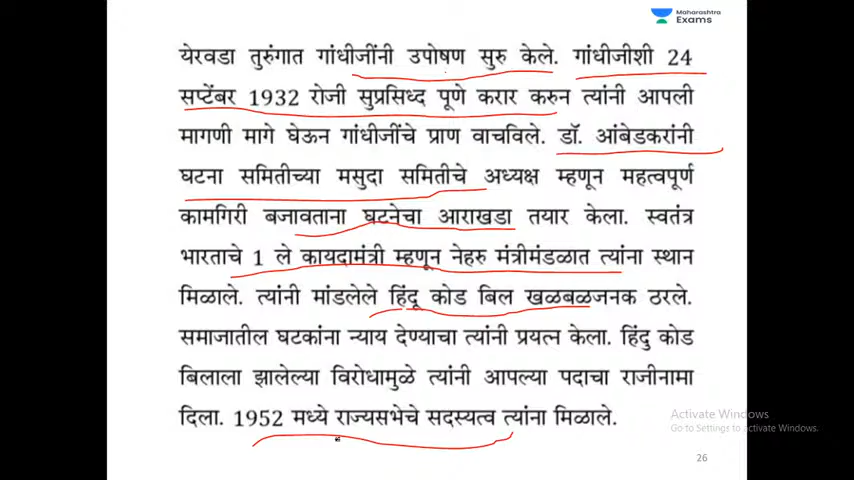 Maharashtra
Exams
येरवडा तुरुंगात गांधीजींनी उपोषण सुरु केले. गांधीजीशी 24
सप्टेंबर 1932 रोजी सुप्रसिध्द पूणे करार करुन त्यांनी आपली
मागणी मागे घेऊन गांधीजींचे प्राण वाचविले. डॉ. आंबेडकरांनी
घटना समितीच्या मसुदा समितीचे अध्यक्ष म्हणून महत्वपूर्ण
कामगिरी बजावताना घटनेचा आराखडा तयार केला. स्वतंत्र
भारताचे 1 ले कायदामंत्री म्हणून नेहरु मंत्रीमंडळात त्यांना स्थान
मिळाले. त्यांनी मांडलेले हिंदू कोड बिल खळबळजनक ठरले.
समाजातील घटकांना न्याय देण्याचा त्यांनी प्रयत्न केला. हिंदु कोड
बिलाला झालेल्या विरोधामुळे त्यांनी आपल्या पदाचा राजीनामा
दिला. 1952 मध्ये राज्यसभेचे सदस्यत्व त्यांना मिळाले.
Activate Windows
Go to Settings to activate Windows.
26